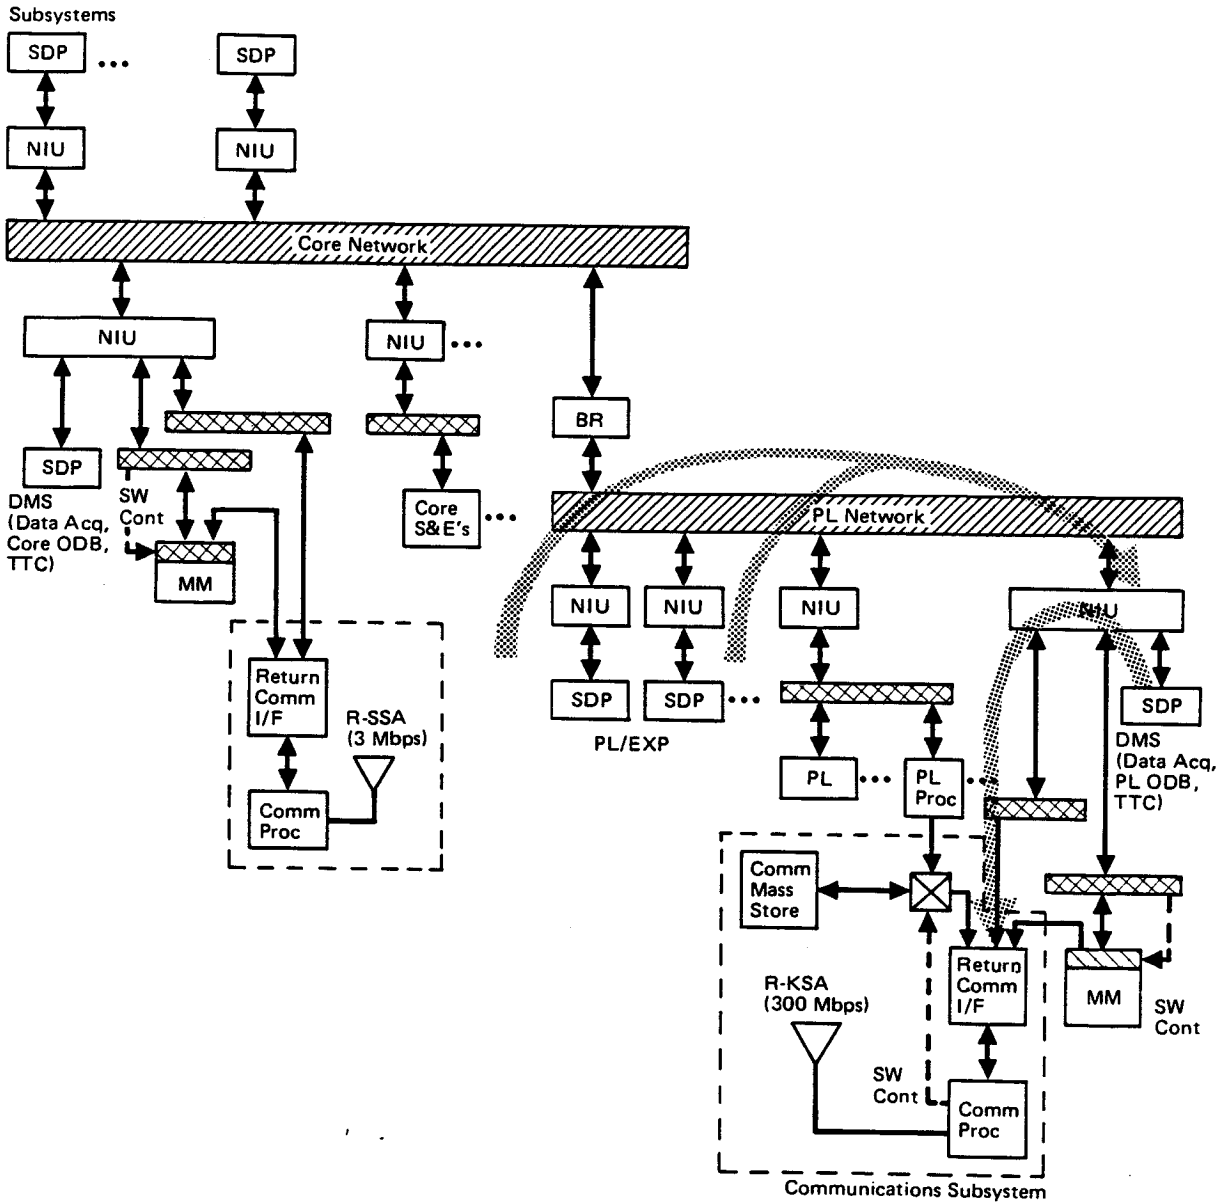 Subsystems
SDP
...
SDP
NIU
NIU
Core Network
NIU
NIU
...
BR
SDP
SW
Cont
DMS
(Data Acq,
Core ODB,
TTC)
MM
Core
S&E's
...
PL Network
NIU
NIU
NIU
NIU
SDP
SDP
...
PL/EXP
SDP
DMS
(Data Acq,
PL ODB,
TTC)
PL
...
PL
Proc
...
Return
Comm
I/F
R-SSA
(3 Mbps)
Comm
Proc
Comm
Mass
Store
Return
Comm
I/F
MM
SW
Cont
R-KSA
(300 Mbps)
SW
Cont
Comm
Proc
Communications Subsystem